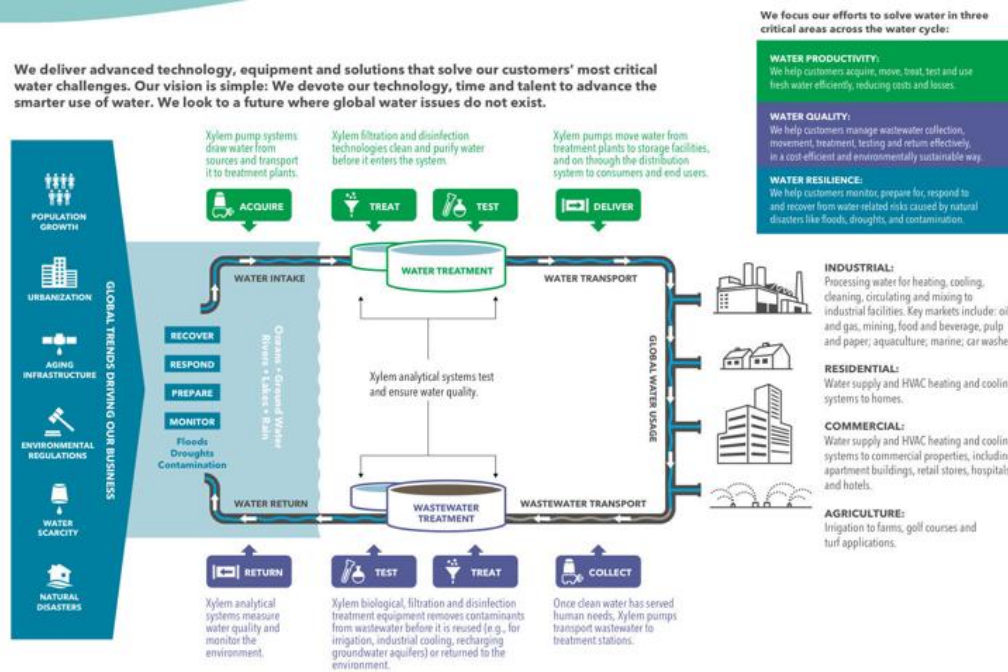 We focus our efforts to solve water in three
critical areas across the water cycle:
WATER PRODUCTIVITY:
We help customers acquire, move, treat, test and use
fresh water efficiently, reducing costs and losses.
WATER QUALITY:
We help customers manage wastewater collection,
movement, treatment, testing and return effectively,
in a cost-efficient and environmentally sustainable way.
WATER RESILIENCE:
We help customers monitor, prepare for, respond to
and recover from water-related risks caused by natural
disasters like floods, droughts, and contamination.
We deliver advanced technology, equipment and solutions that solve our customers' most critical
water challenges. Our vision is simple: We devote our technology, time and talent to advance the
smarter use of water. We look to a future where global water issues do not exist.
POPULATION
GROWTH
URBANIZATION
AGING
INFRASTRUCTURE
ENVIRONMENTAL
REGULATIONS
WATER
SCARCITY
NATURAL
DISASTERS
GLOBAL TRENDS DRIVING OUR BUSINESS
Xylem pump systems
draw water from
sources and transport
it to treatment plants.
ACQUIRE
Xylem filtration and disinfection
technologies clean and purify water
before it enters the system.
TREAT
TEST
Xylem pumps move water from
treatment plants to storage facilities,
and on through the distribution
system to consumers and end users.
DELIVER
WATER INTAKE
WATER TREATMENT
WATER TRANSPORT
RECOVER
RESPOND
PREPARE
MONITOR
Floods
Droughts
Contamination
Oceans • Ground Water
Rivers • Lakes • Rain
Xylem analytical systems test
and ensure water quality.
GLOBAL WATER USAGE
WATER RETURN
WASTEWATER
TREATMENT
WASTEWATER TRANSPORT
RETURN
Xylem analytical
systems measure
water quality and
monitor the
environment.
TEST
TREAT
Xylem biological, filtration and disinfection
treatment equipment removes contaminants
from wastewater before it is reused (e.g., for
irrigation, industrial cooling, recharging
groundwater aquifers) or returned to the
environment.
COLLECT
Once clean water has served
human needs, Xylem pumps
transport wastewater to
treatment stations.
INDUSTRIAL:
Processing water for heating, cooling,
cleaning, circulating and mixing to
industrial facilities. Key markets include: oil
and gas, mining, food and beverage, pulp
and paper; aquaculture; marine; car washe
RESIDENTIAL:
Water supply and HVAC heating and coolin
systems to homes.
COMMERCIAL:
Water supply and HVAC heating and coolin
systems to commercial properties, includin
apartment buildings, retail stores, hospitals
and hotels.
AGRICULTURE:
Irrigation to farms, golf courses and
turf applications.